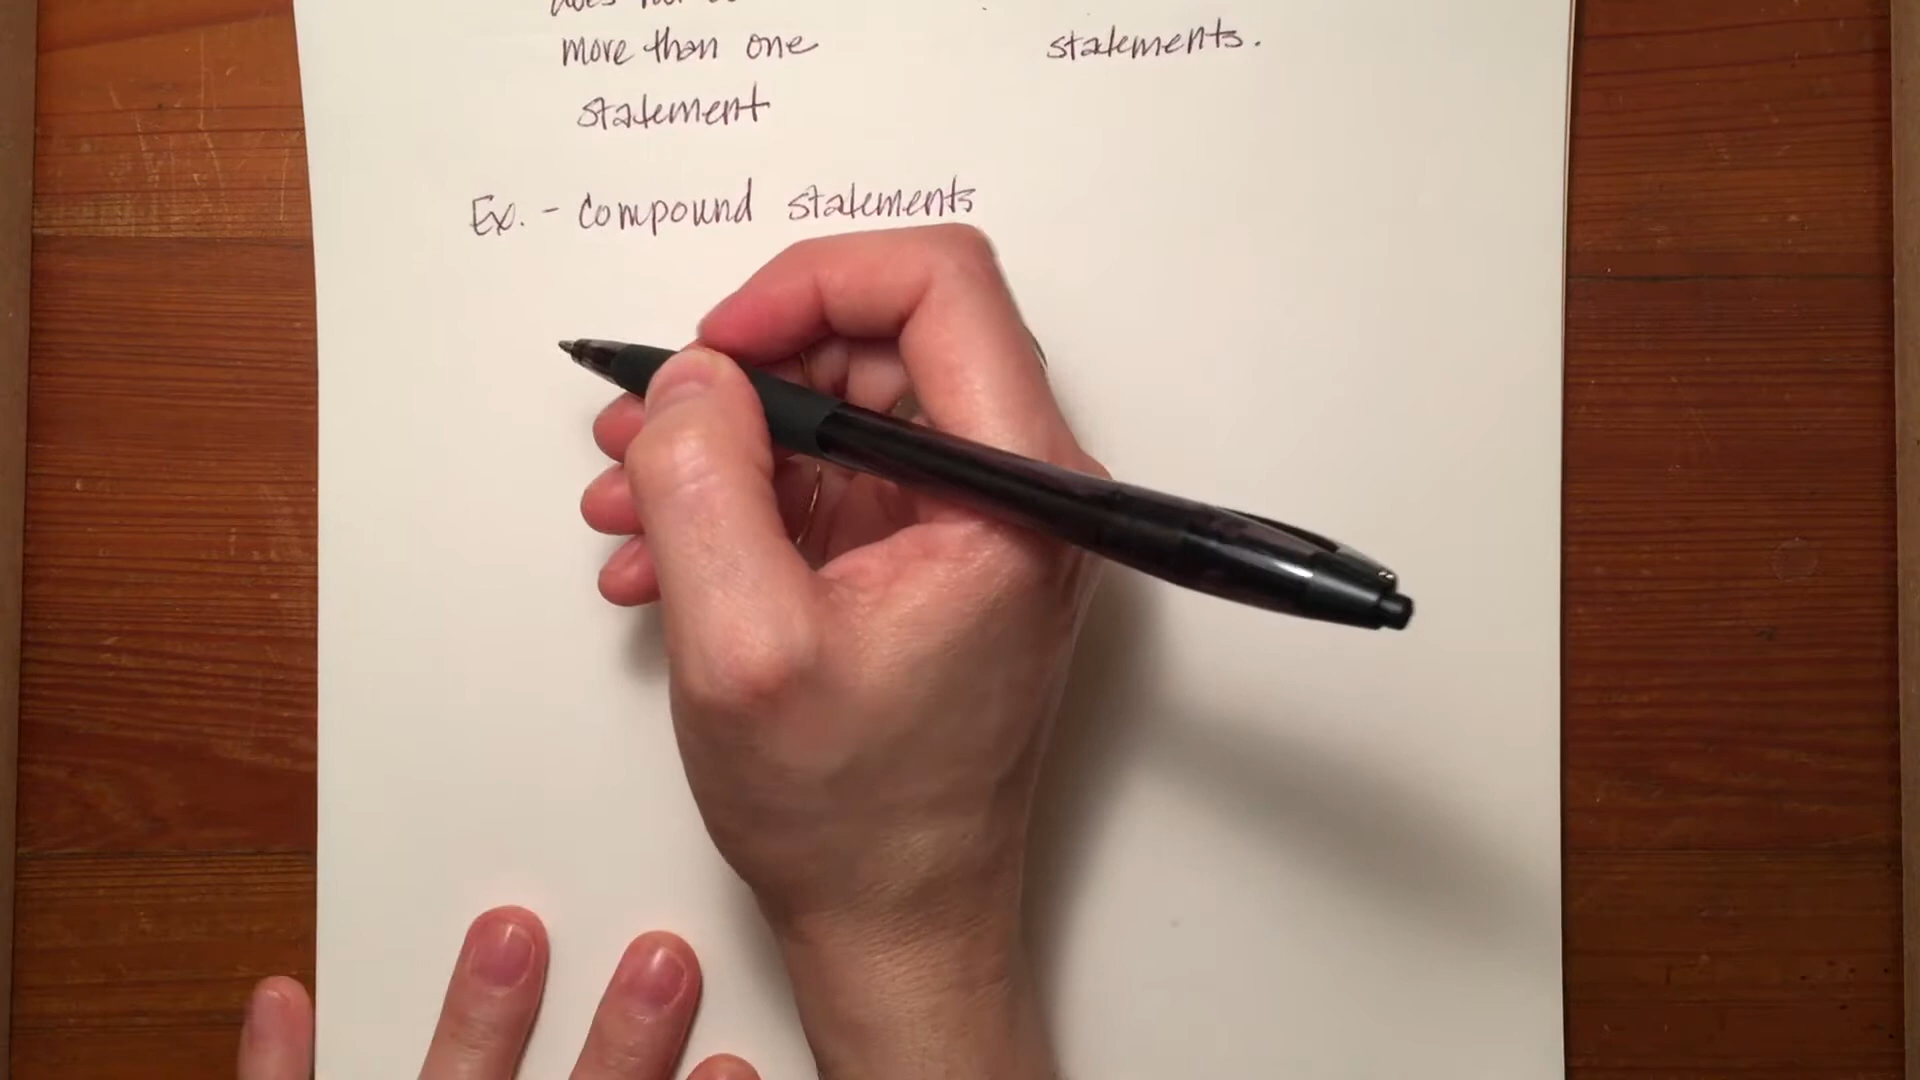 more than one
statement
statements.
Ex. - compound statements